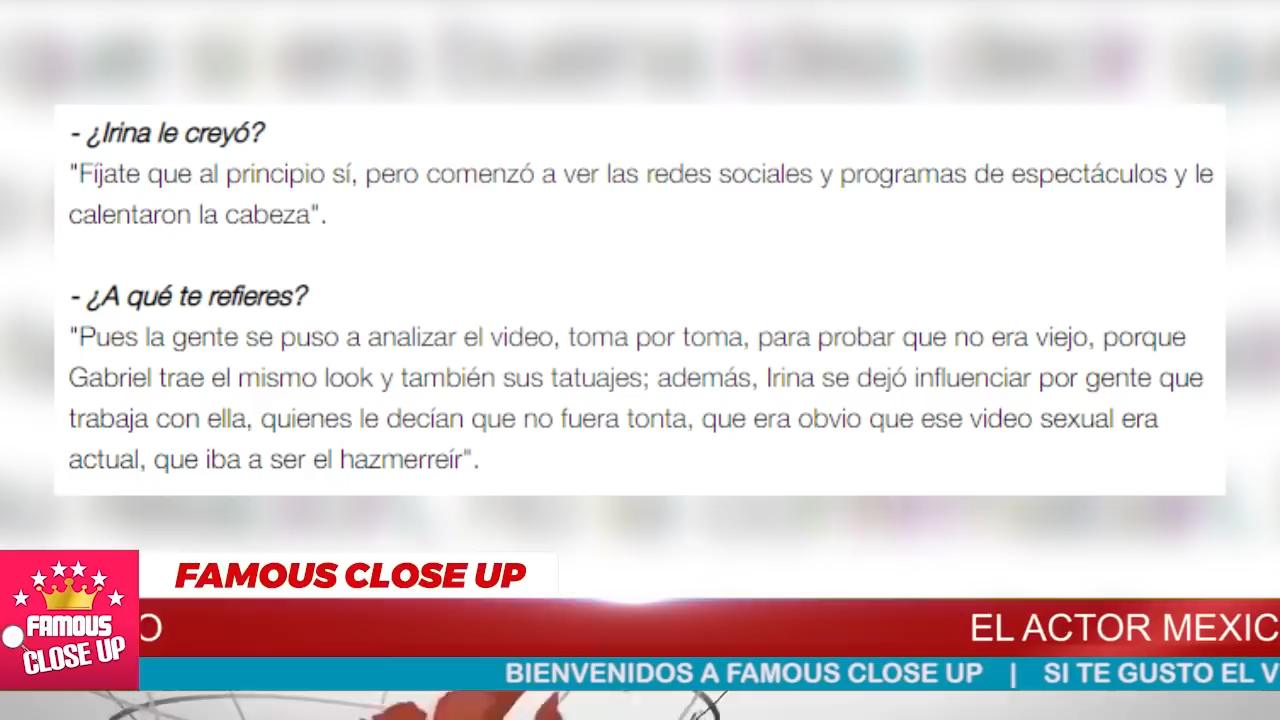 - ¿Irina le creyó?
"Fíjate que al principio sí, pero comenzó a ver las redes sociales y programas de espectáculos y le
calentaron la cabeza".
- ¿A qué te refieres?
"Pues la gente se puso a analizar el video, toma por toma, para probar que no era viejo, porque
Gabriel trae el mismo look y también sus tatuajes; además, Irina se dejó influenciar por gente que
trabaja con ella, quienes le decían que no fuera tonta, que era obvio que ese video sexual era
actual, que iba a ser el hazmerreír".
FAMOUS CLOSE UP
FAMOUS
CLOSE UP
O EL ACTOR MEXIC
BIENVENIDOS A FAMOUS CLOSE UP | SI TE GUSTO EL V